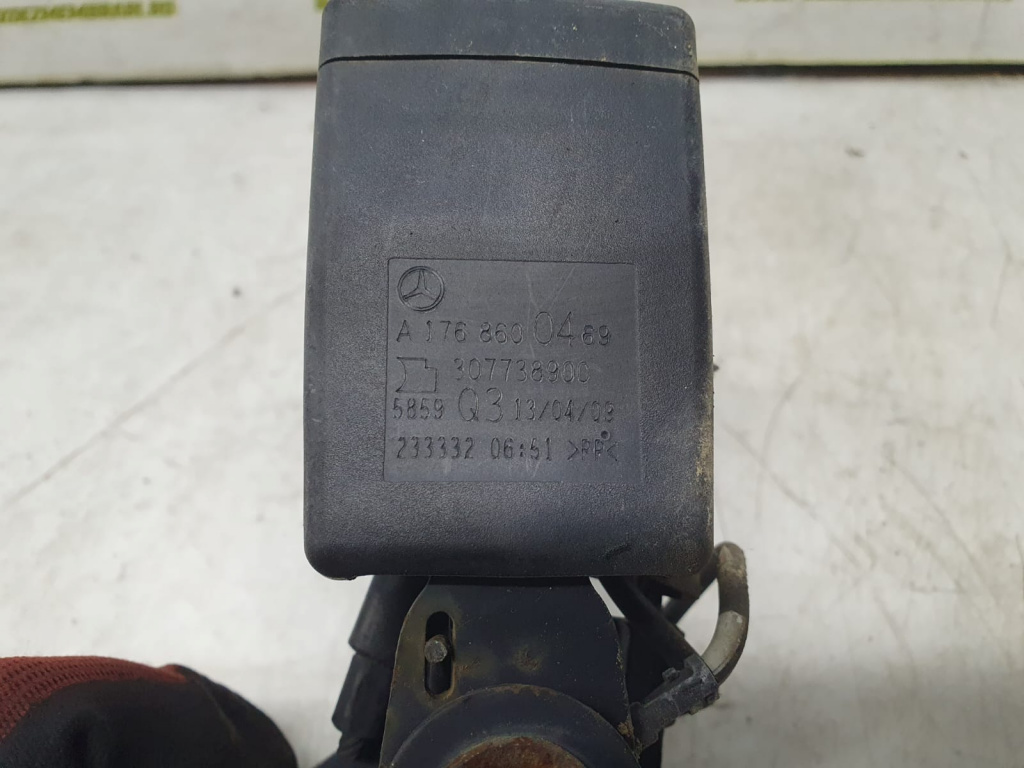 A 176 860 04 69
307738900
5859 Q3 13/04/09
233332 06:51 >PP<